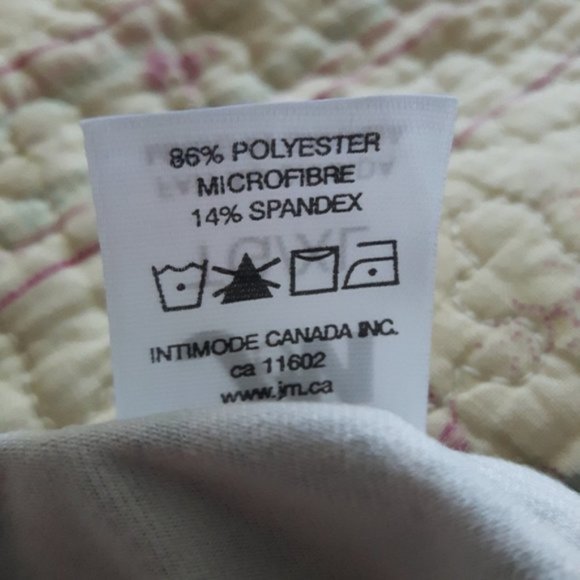 86% POLYESTER
MICROFIBRE
14% SPANDEX
INTIMODE CANADA INC.
ca 11602
www.jm.ca